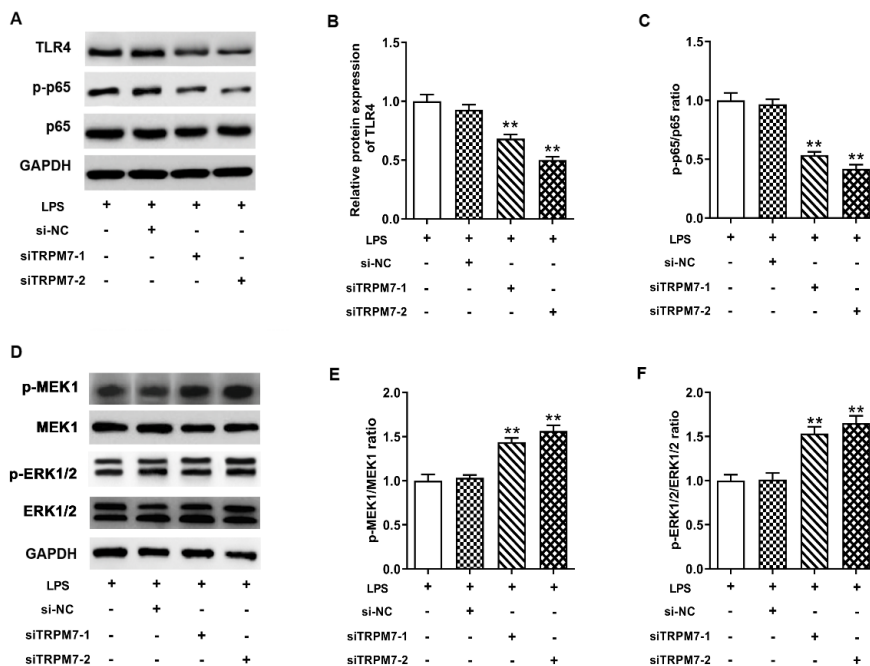 A
TLR4
p-p65
p65
GAPDH
LPS + + + +
si-NC - + - -
siTRPM7-1 - - + -
siTRPM7-2 - - - +
B
Relative protein expression
of TLR4
1.5
1.0
0.5
0.0
** **
LPS + + + +
si-NC - + - -
siTRPM7-1 - - + -
siTRPM7-2 - - - +
C
p-p65/p65 ratio
1.5
1.0
0.5
0.0
** **
LPS + + + +
si-NC - + - -
siTRPM7-1 - - + -
siTRPM7-2 - - - +
D
p-MEK1
MEK1
p-ERK1/2
ERK1/2
GAPDH
LPS + + + +
si-NC - + - -
siTRPM7-1 - - + -
siTRPM7-2 - - - +
E
p-MEK1/MEK1 ratio
2.0
1.5
1.0
0.5
0.0
** **
LPS + + + +
si-NC - + - -
siTRPM7-1 - - + -
siTRPM7-2 - - - +
F
p-ERK1/2/ERK1/2 ratio
2.0
1.5
1.0
0.5
0.0
** **
LPS + + + +
si-NC - + - -
siTRPM7-1 - - + -
siTRPM7-2 - - - +